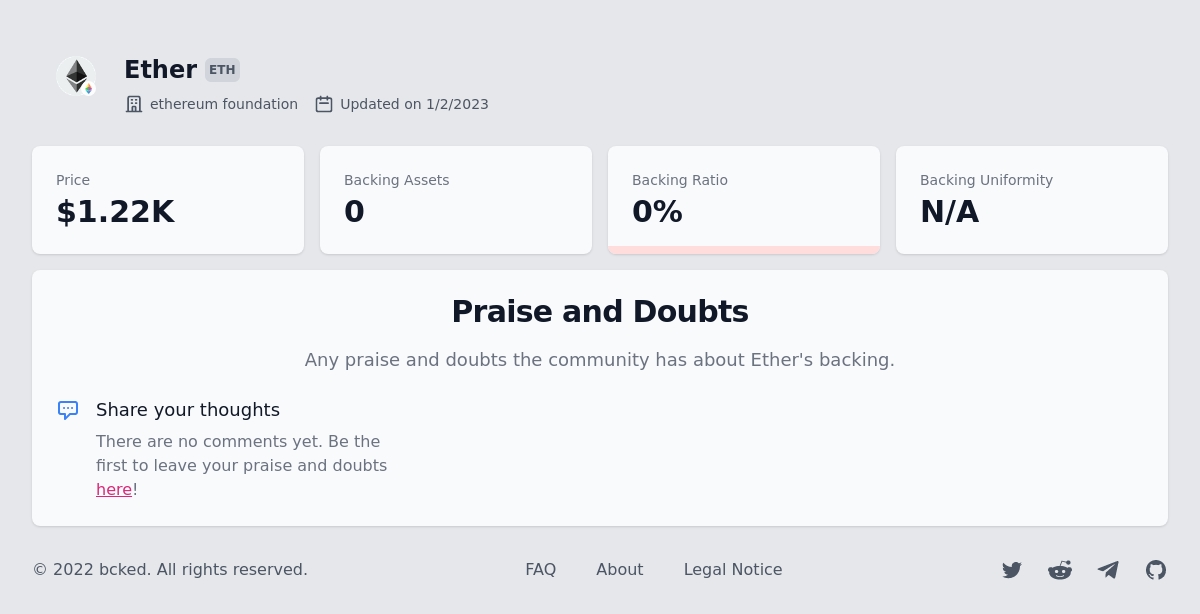 Ether ETH
ethereum foundation Updated on 1/2/2023
Price
$1.22K
Backing Assets
0
Backing Ratio
0%
Backing Uniformity
N/A
Praise and Doubts
Any praise and doubts the community has about Ether's backing.
Share your thoughts
There are no comments yet. Be the
first to leave your praise and doubts
here!
© 2022 bcked. All rights reserved.
FAQ About Legal Notice